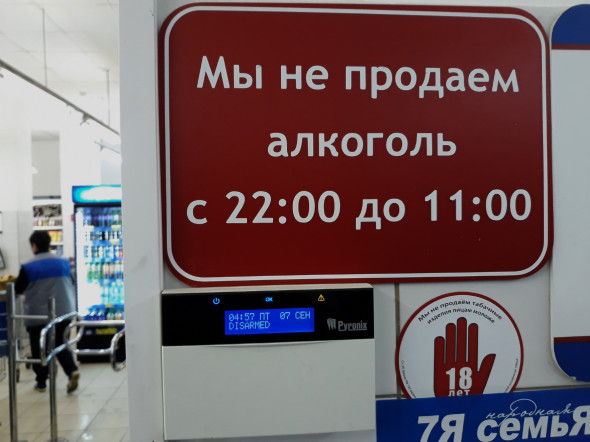 Мы не продаем
алкоголь
с 22:00 до 11:00
OK
04:57 ПТ 07 СЕН
DISARMED
Pyronix
Мы не продаём табачные
изделия лицам моложе
18
лет
народная
7Я семьЯ